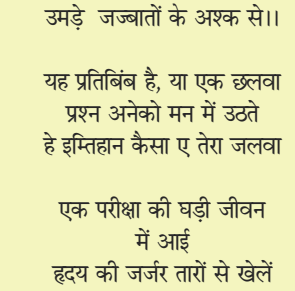 उमड़े जज्बातों के अश्क से।।
यह प्रतिबिंब है, या एक छलवा
प्रश्न अनेको मन में उठते
हे इम्तिहान कैसा ए तेरा जलवा
एक परीक्षा की घड़ी जीवन
में आई
हृदय की जर्जर तारों से खेलें